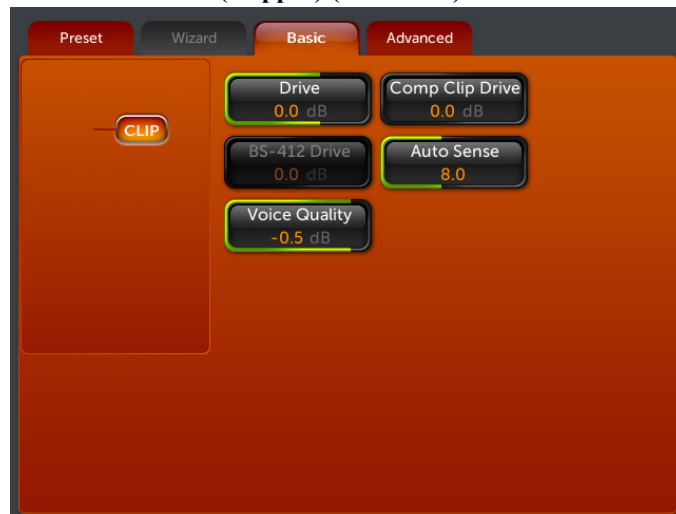 Preset
Wizard
Basic
Advanced
CLIP
Drive
0.0 dB
Comp Clip Drive
0.0 dB
BS-412 Drive
0.0 dB
Auto Sense
8.0
Voice Quality
-0.5 dB